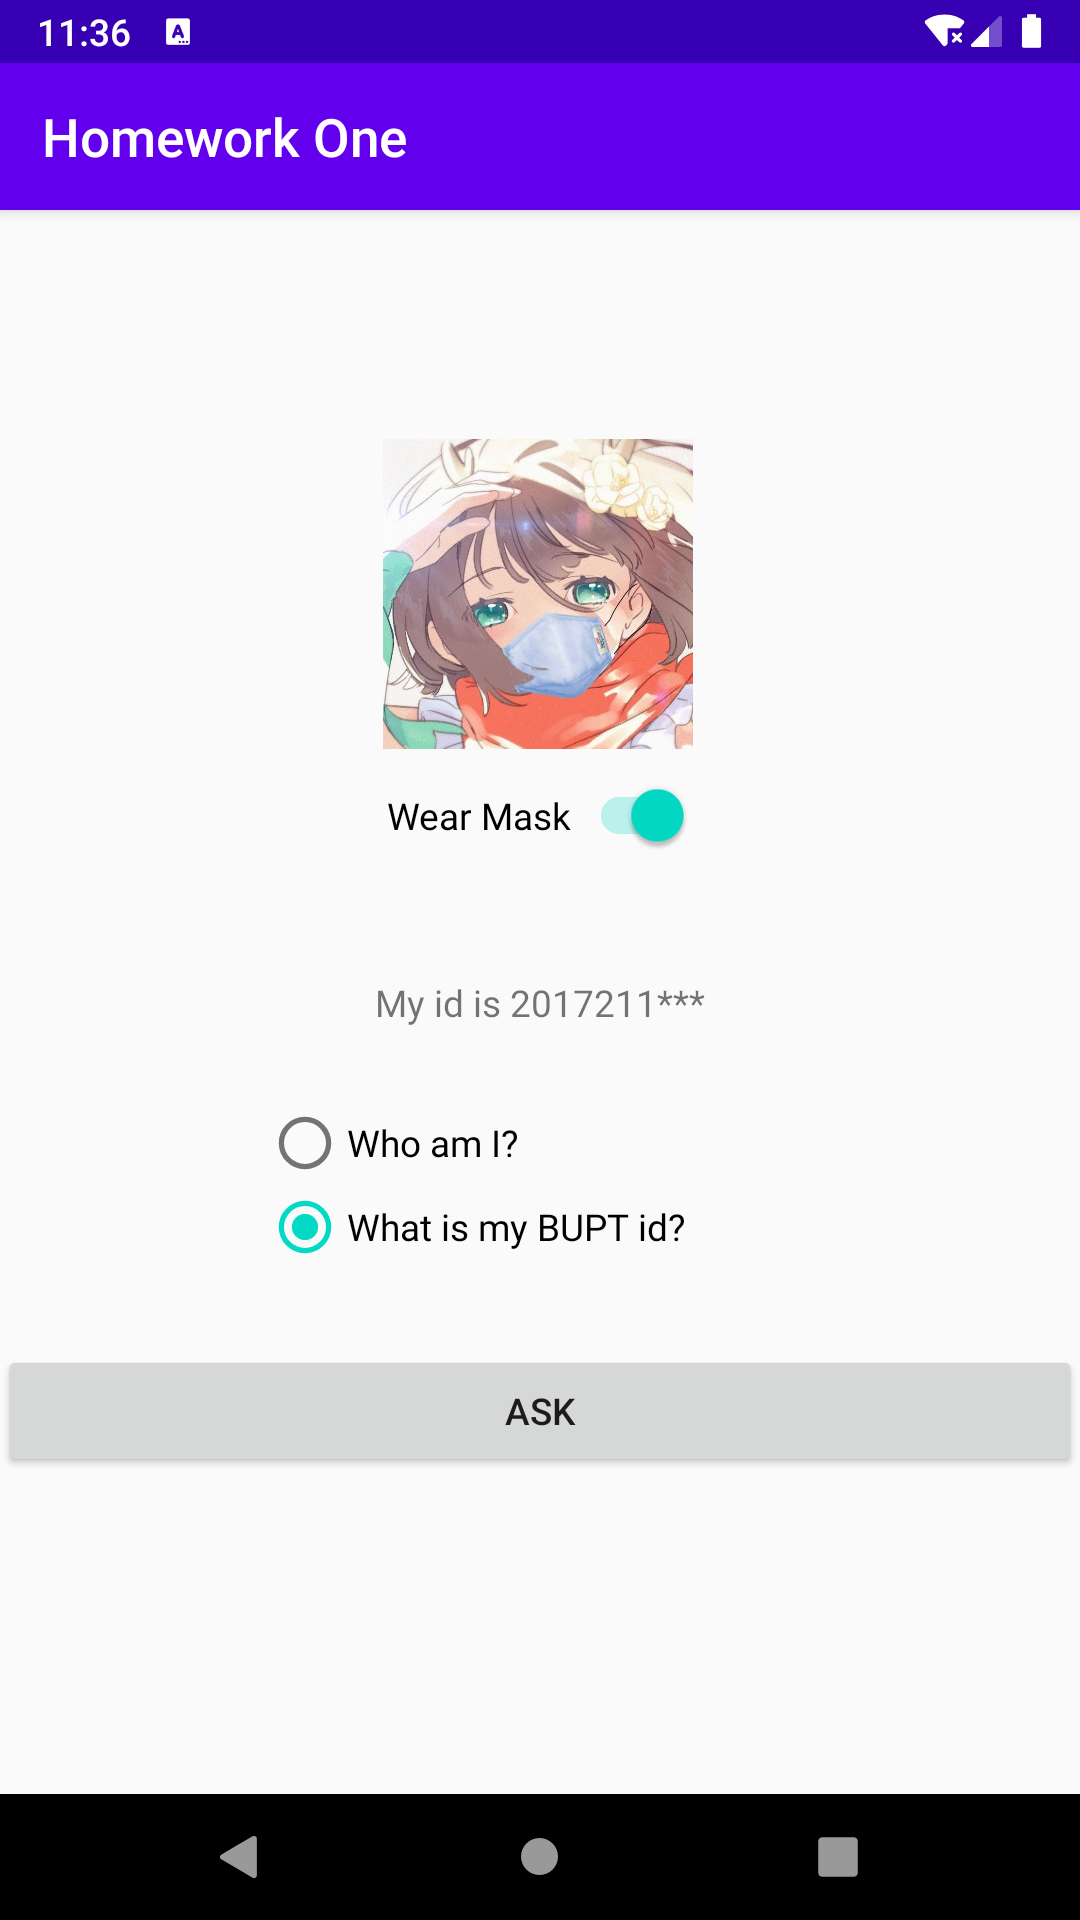 11:36
Homework One
Wear Mask
My id is 2017211***
Who am I?
What is my BUPT id?
ASK